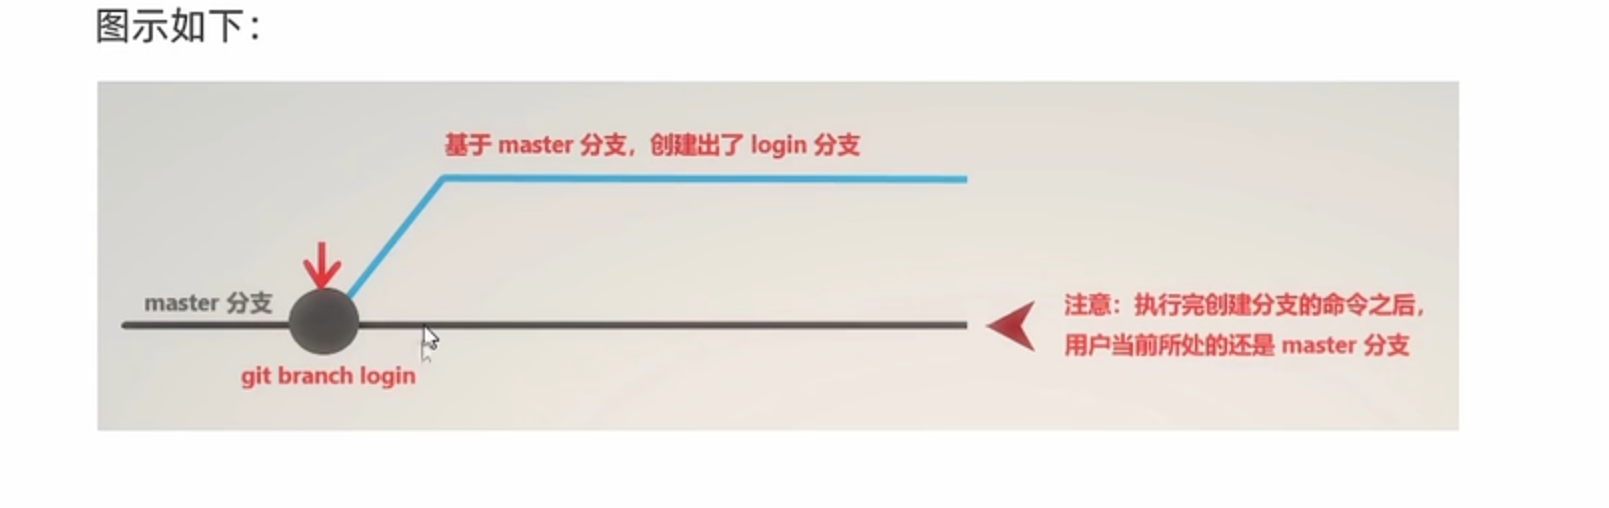 图示如下：
基于 master 分支，创建出了 login 分支
master 分支
git branch login
注意：执行完创建分支的命令之后，
用户当前所处的还是 master 分支